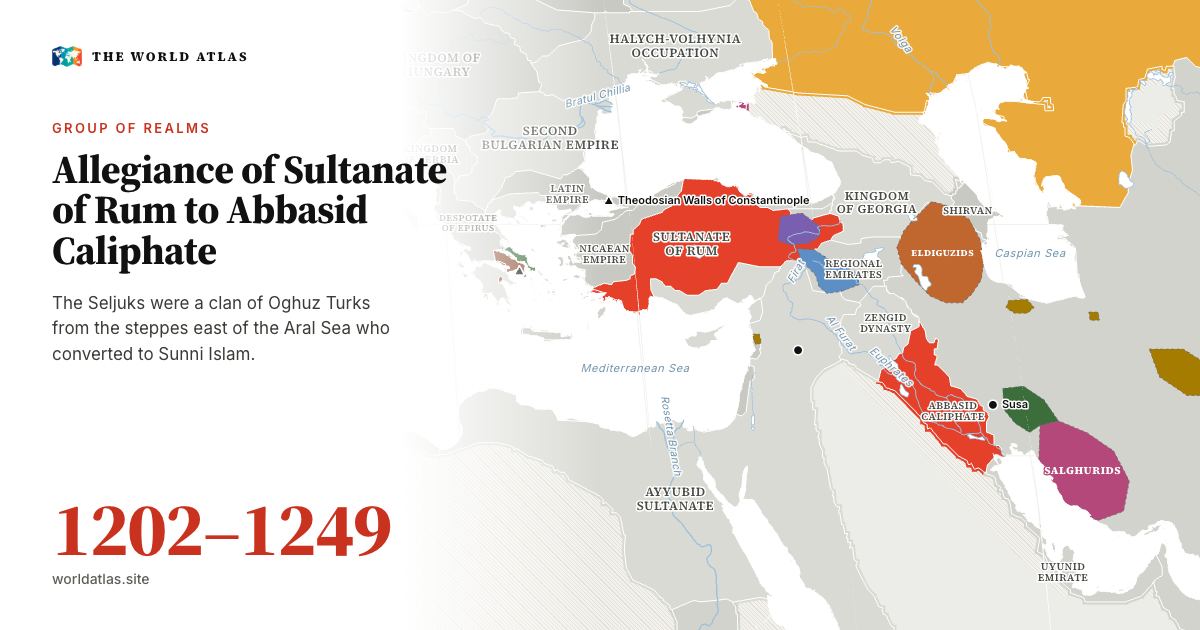 THE WORLD ATLAS
GROUP OF REALMS
Allegiance of Sultanate
of Rum to Abbasid
Caliphate
The Seljuks were a clan of Oghuz Turks
from the steppes east of the Aral Sea who
converted to Sunni Islam.
1202–1249
worldatlas.site
HALYCH-VOLHYNIA
OCCUPATION
Volga
Bratul Chillia
SECOND
BULGARIAN EMPIRE
LATIN
EMPIRE
Theodosian Walls of Constantinople
KINGDOM
OF GEORGIA
SHIRVAN
DESPOTATE
OF EPIRUS
NICAEAN
EMPIRE
SULTANATE
OF RUM
ELDIGUZIDS
Caspian Sea
Firat
REGIONAL
EMIRATES
ZENGID
DYNASTY
Al Furat
Euphrates
Mediterranean Sea
Rosetta Branch
ABBASID
CALIPHATE
Susa
SALGHURIDS
AYYUBID
SULTANATE
UYUNID
EMIRATE